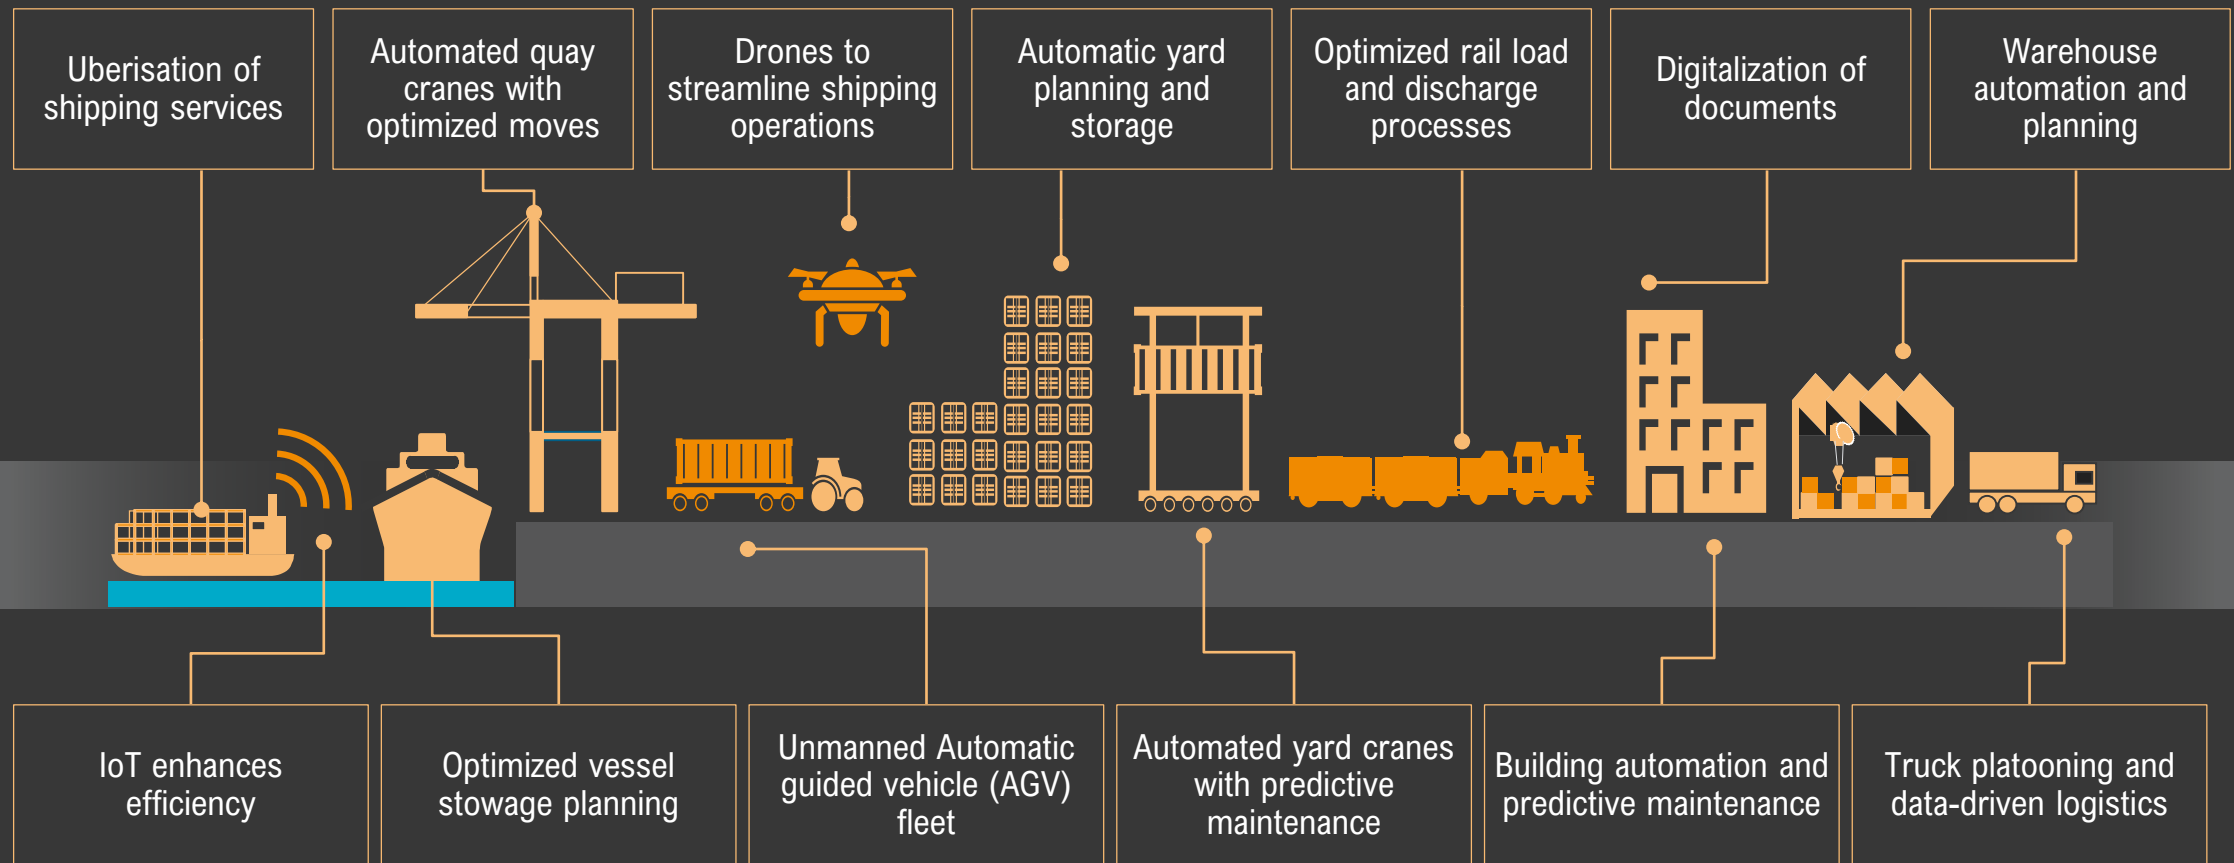 Uberisation of
shipping services
Automated quay
cranes with
optimized moves
Drones to
streamline shipping
operations
Automatic yard
planning and
storage
Optimized rail load
and discharge
processes
Digitalization of
documents
Warehouse
automation and
planning
IoT enhances
efficiency
Optimized vessel
stowage planning
Unmanned Automatic
guided vehicle (AGV)
fleet
Automated yard cranes
with predictive
maintenance
Building automation and
predictive maintenance
Truck platooning and
data-driven logistics